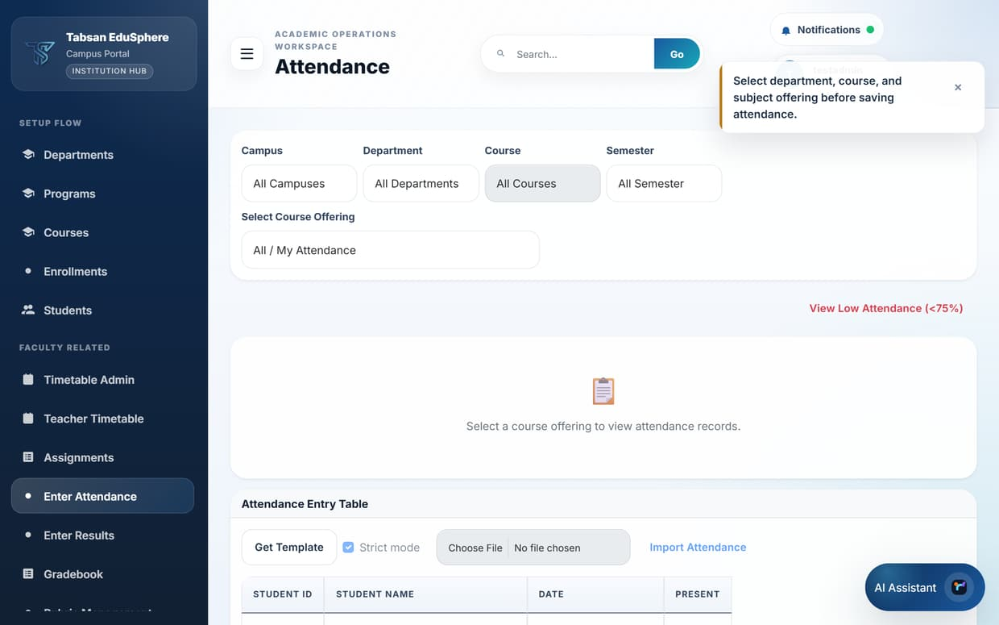 Tabsan EduSphere
Campus Portal
INSTITUTION HUB
SETUP FLOW
Departments
Programs
Courses
Enrollments
Students
FACULTY RELATED
Timetable Admin
Teacher Timetable
Assignments
Enter Attendance
Enter Results
Gradebook
ACADEMIC OPERATIONS
WORKSPACE
Attendance
Search...
Go
Notifications
Select department, course, and
subject offering before saving
attendance.
×
Campus
Department
Course
Semester
All Campuses
All Departments
All Courses
All Semester
Select Course Offering
All / My Attendance
View Low Attendance (<75%)
Select a course offering to view attendance records.
Attendance Entry Table
Get Template
Strict mode
Choose File
No file chosen
Import Attendance
STUDENT ID
STUDENT NAME
DATE
PRESENT
AI Assistant